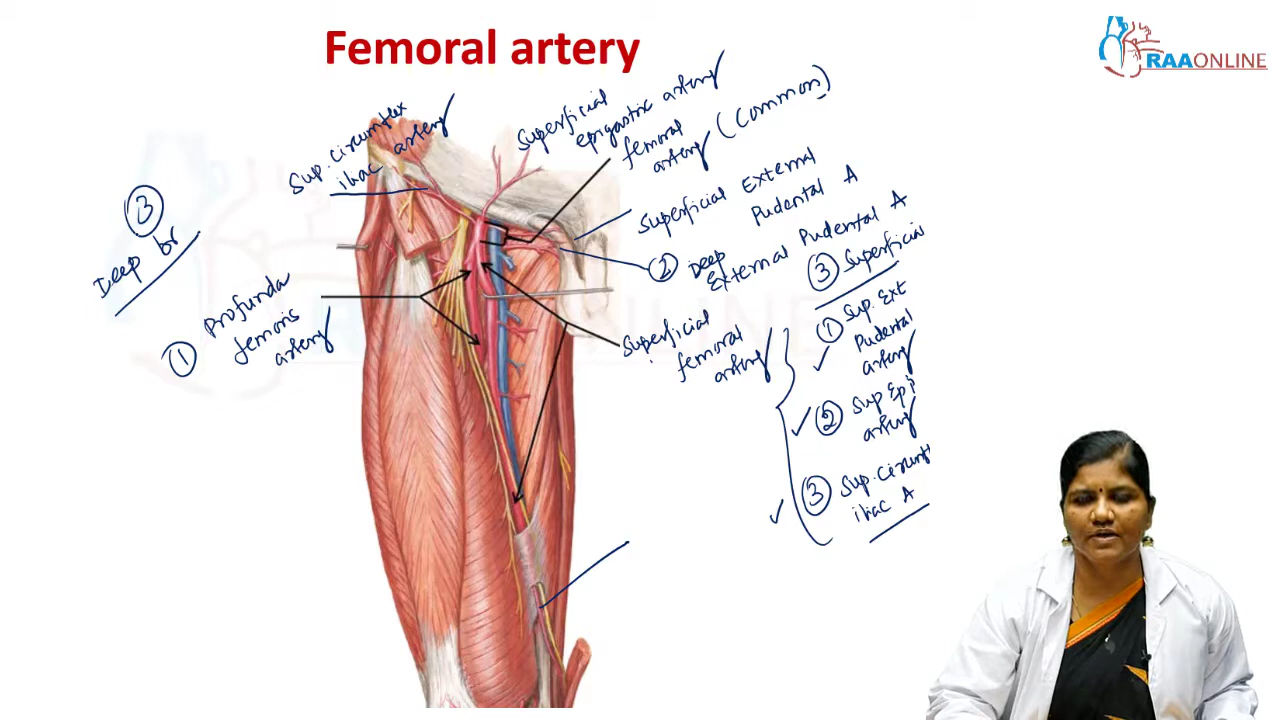 Femoral artery
RAAONLINE
Sup. circumflex
iliac artery
Superficial
epigastric artery
femoral
artery (Common)
Superficial External
Pudental A
② Deep
External Pudental A
③ Superficial
① Sup. Ext
Pudental
artery
② Sup Epi
artery
③ Sup. Circumf
iliac A
Superficial
femoral
artery
③
Deep br
① Profunda
femoris
artery
ONLINE